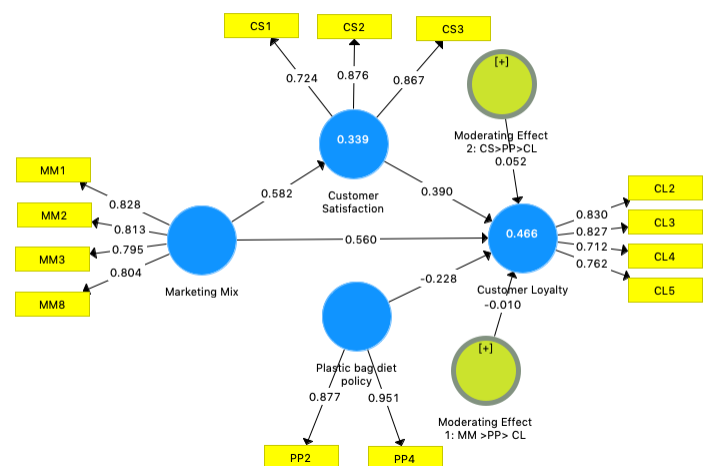 CS1
CS2
CS3
0.724
0.876
0.867
[+]
0.339
Moderating Effect
2: CS>PP>CL
0.052
MM1
MM2
MM3
MM8
0.828
0.813
0.795
0.804
0.582
Customer
Satisfaction
0.390
CL2
CL3
CL4
CL5
0.830
0.827
0.712
0.762
0.560
0.466
Marketing Mix
-0.228
Customer Loyalty
-0.010
[+]
Plastic bag diet
policy
0.877
0.951
Moderating Effect
1: MM >PP> CL
PP2
PP4